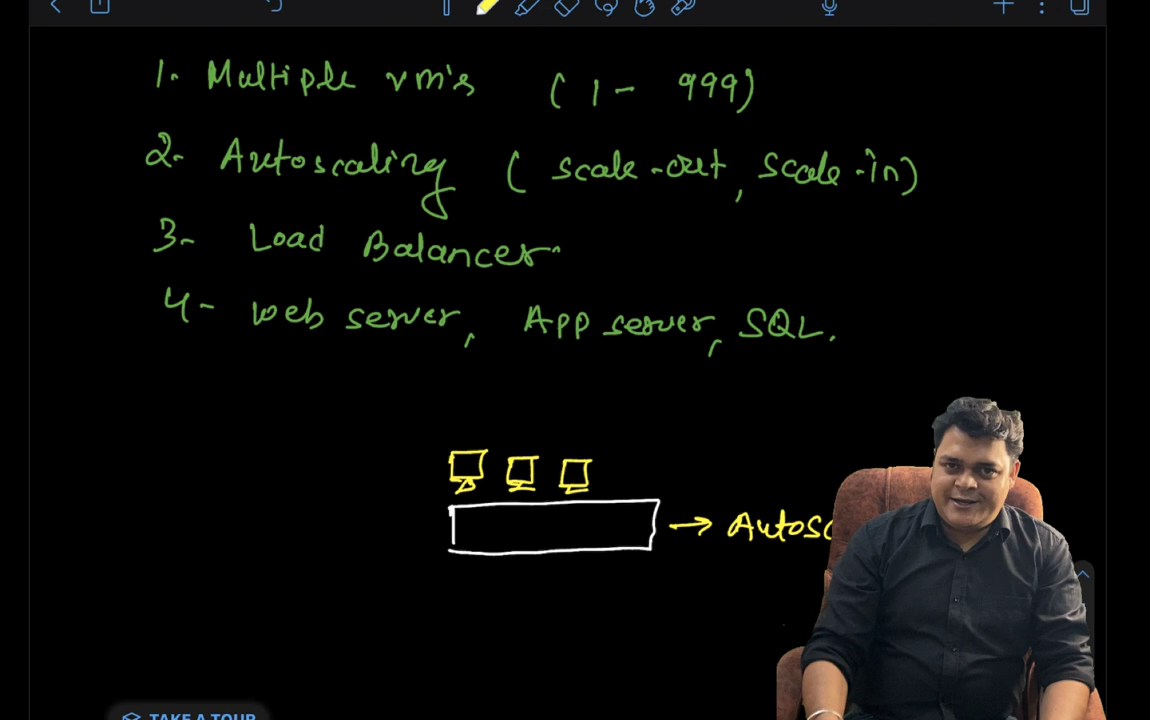 1. Multiple vm's (1 - 999)
2- Autoscaling (scale-out, scale-in)
3- Load Balancer
4- web server, App server, SQL.
→ Autosc
TAKE A TOUR